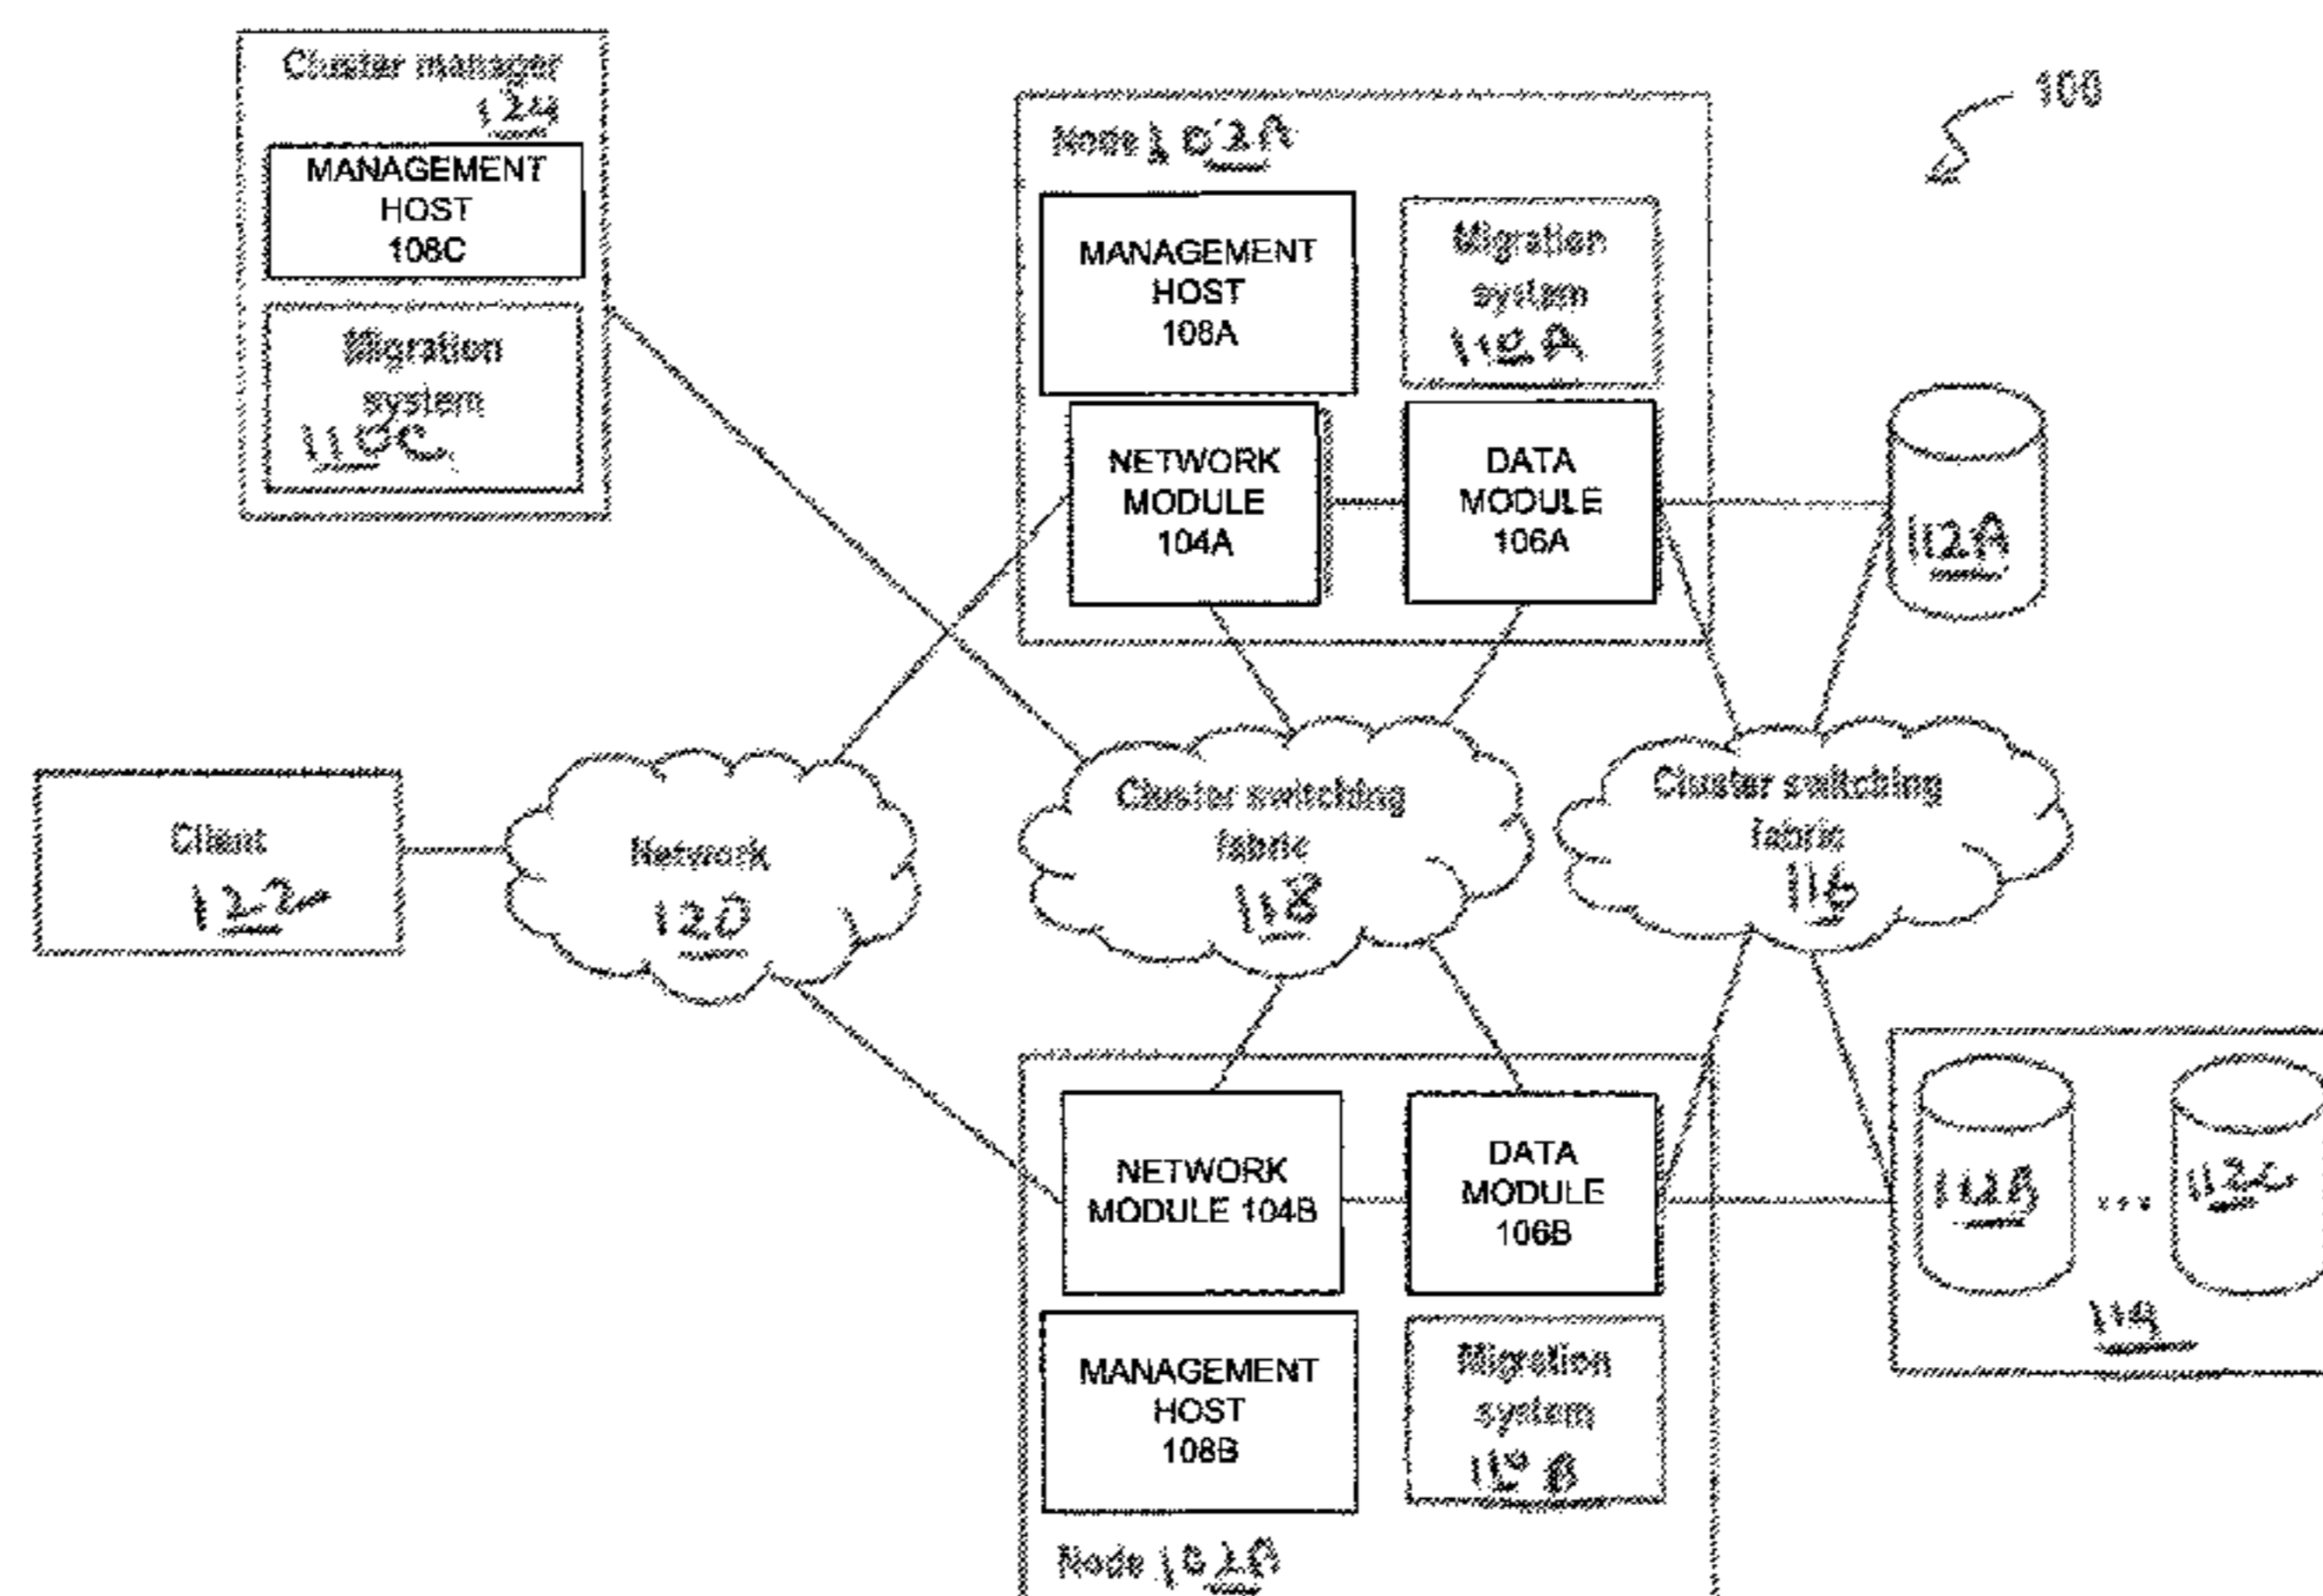 Cluster manager
124
MANAGEMENT
HOST
108C
Migration
system
110C
100
Node 102A
MANAGEMENT
HOST
108A
Migration
system
110A
NETWORK
MODULE
104A
DATA
MODULE
106A
112A
Client
122
Network
120
Cluster switching
fabric
118
Cluster switching
fabric
116
NETWORK
MODULE 104B
DATA
MODULE
106B
MANAGEMENT
HOST
108B
Migration
system
110B
Node 102A
... 112C